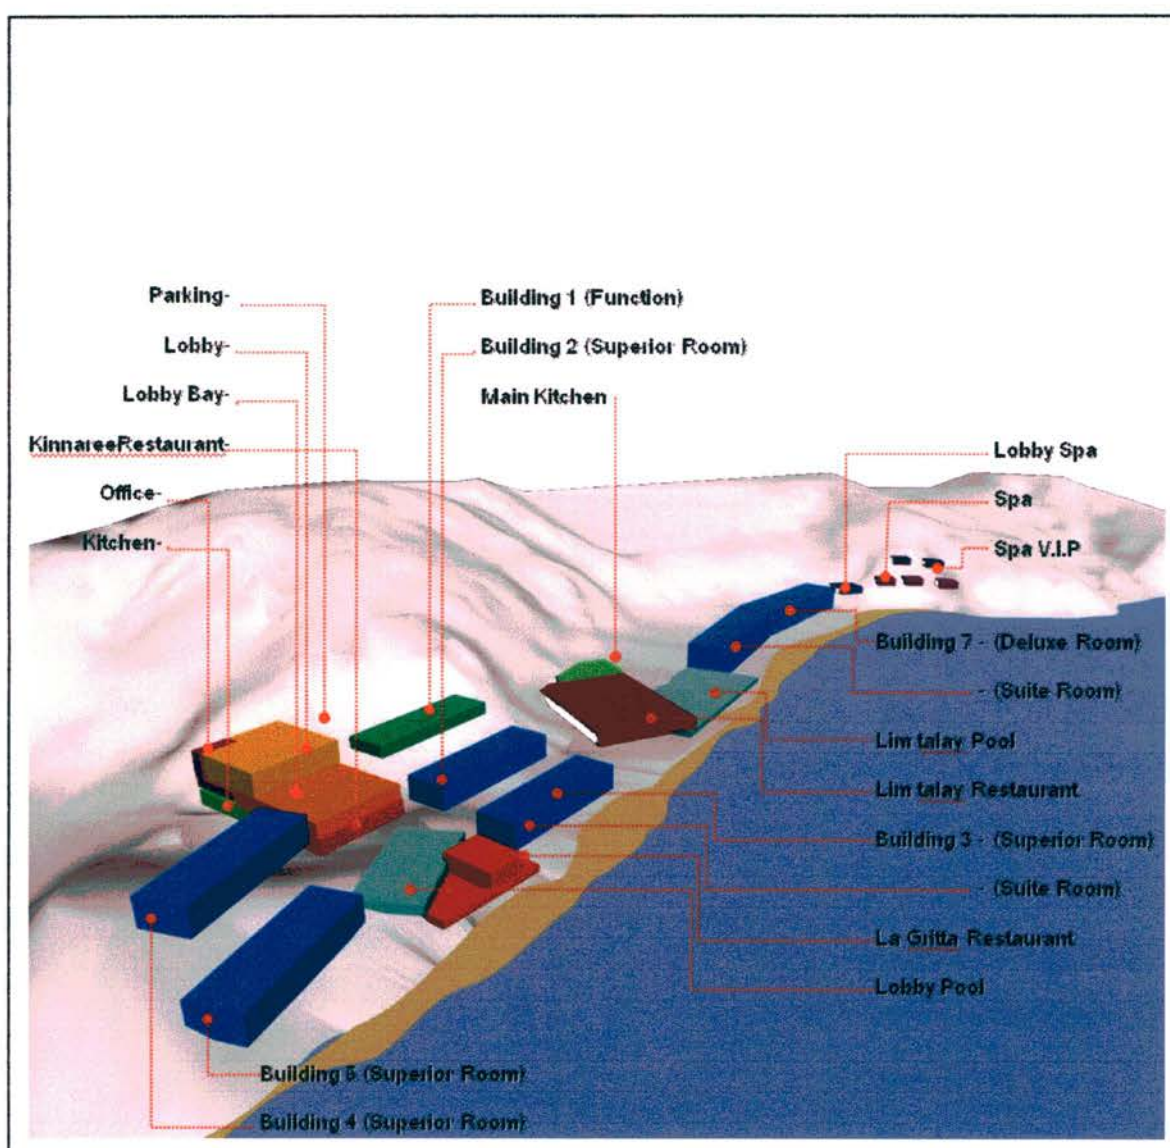 Parking-
Lobby-
Lobby Bay-
KinnareeRestaurant-
Office-
Kitchen-
Building 1 (Function)
Building 2 (Superior Room)
Main Kitchen
Lobby Spa
Spa
Spa V.I.P
Building 7 - (Deluxe Room)
- (Suite Room)
Lim talay Pool
Lim talay Restaurant
Building 3 - (Superior Room)
- (Suite Room)
La Gritta Restaurant
Lobby Pool
Building 5 (Superior Room)
Building 4 (Superior Room)